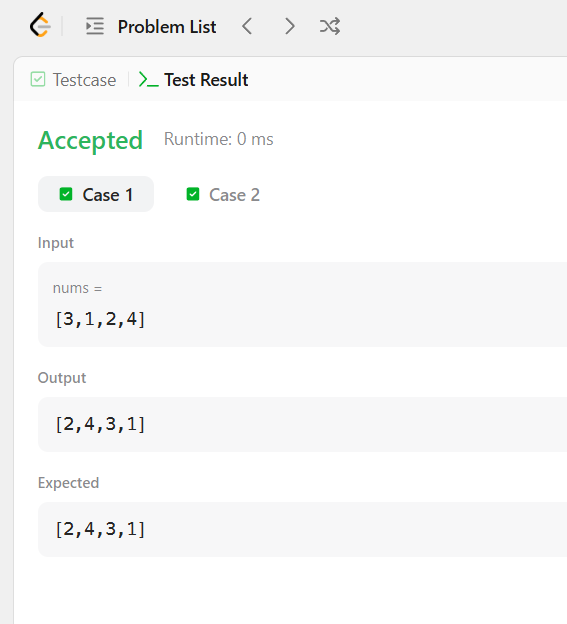 Problem List
Testcase
Test Result
Accepted Runtime: 0 ms
Case 1 Case 2
Input
nums =
[3,1,2,4]
Output
[2,4,3,1]
Expected
[2,4,3,1]